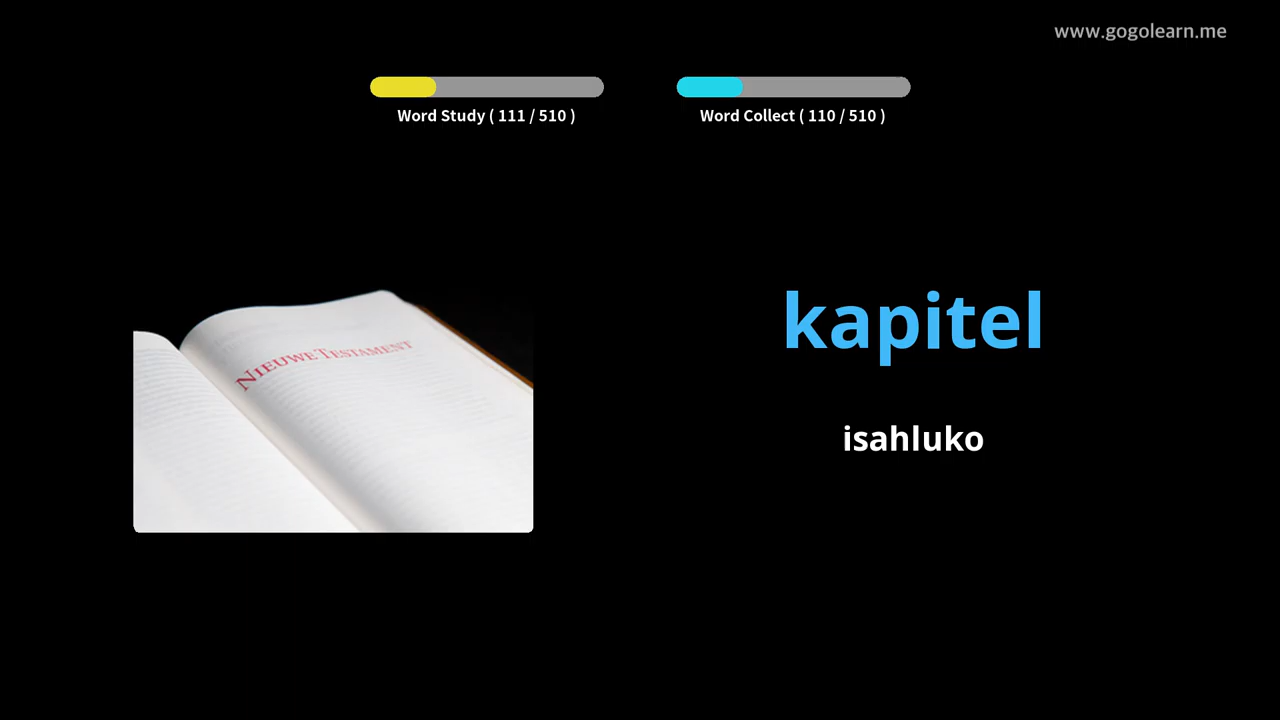 www.gogolearn.me
Word Study ( 111 / 510 )
Word Collect ( 110 / 510 )
NIEUWE TESTAMENT
kapitel
isahluko